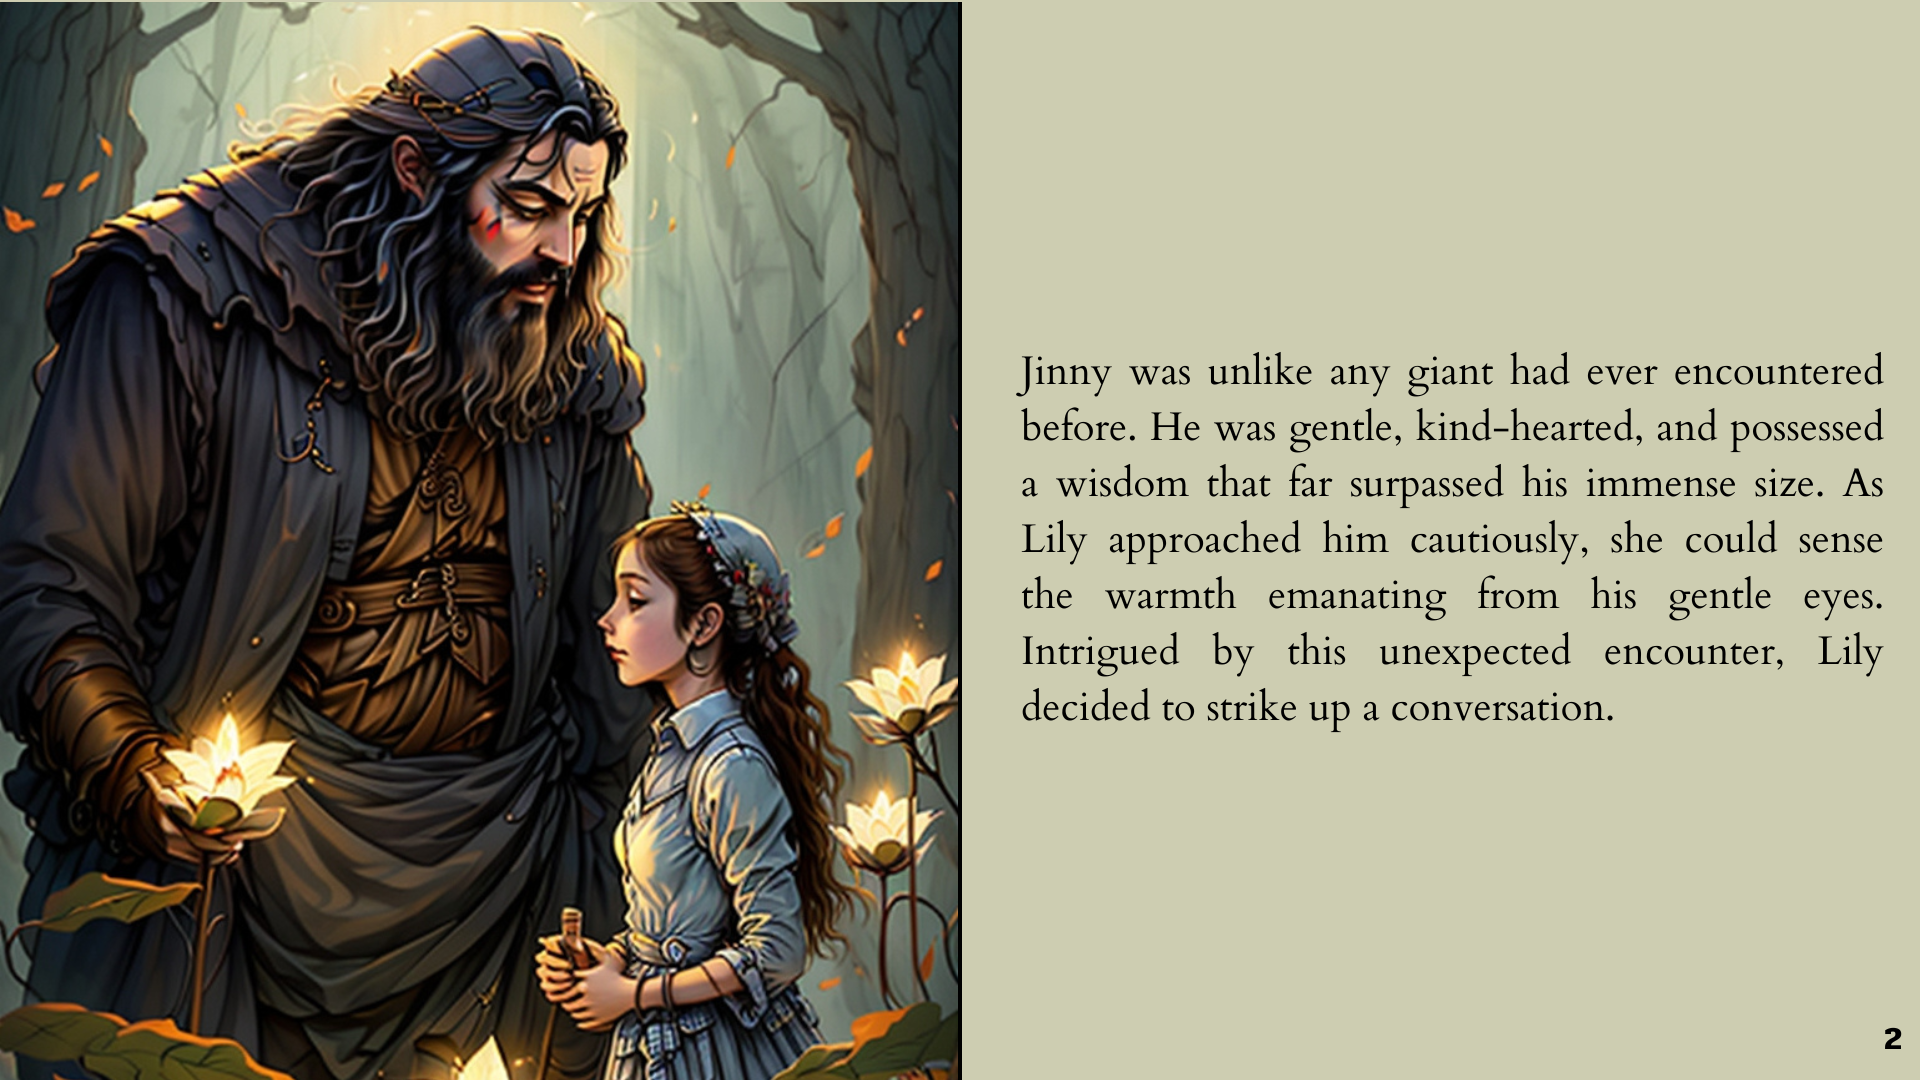 Jinny was unlike any giant had ever encountered
before. He was gentle, kind-hearted, and possessed
a wisdom that far surpassed his immense size. As
Lily approached him cautiously, she could sense
the warmth emanating from his gentle eyes.
Intrigued by this unexpected encounter, Lily
decided to strike up a conversation.
2